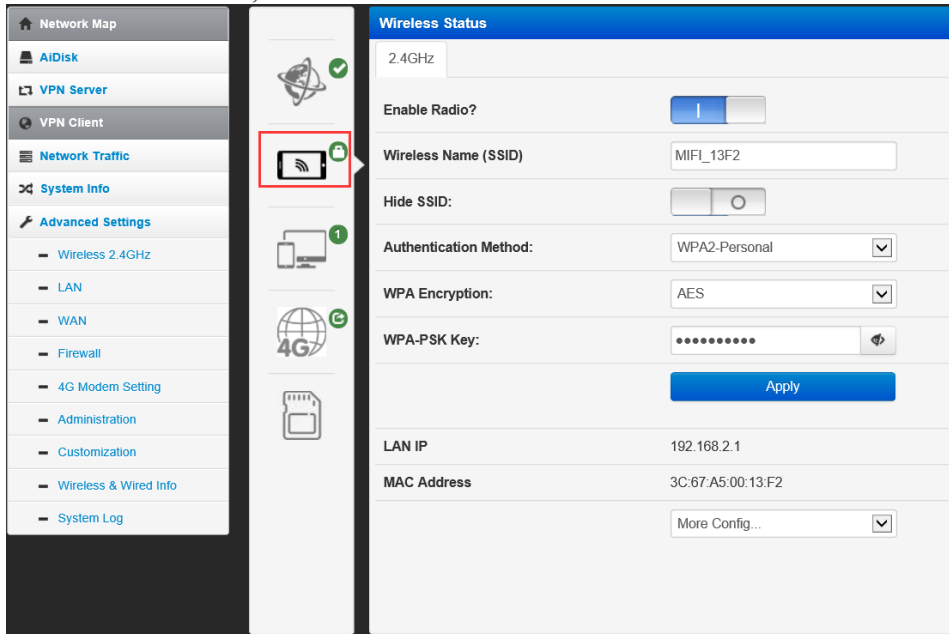 Network Map
AiDisk
VPN Server
VPN Client
Network Traffic
System Info
Advanced Settings
Wireless 2.4GHz
LAN
WAN
Firewall
4G Modem Setting
Administration
Customization
Wireless & Wired Info
System Log
1
4G
Wireless Status
2.4GHz
Enable Radio?
Wireless Name (SSID) MIFI_13F2
Hide SSID:
Authentication Method: WPA2-Personal
WPA Encryption: AES
WPA-PSK Key: ••••••••••
Apply
LAN IP 192.168.2.1
MAC Address 3C:67:A5:00:13:F2
More Config...